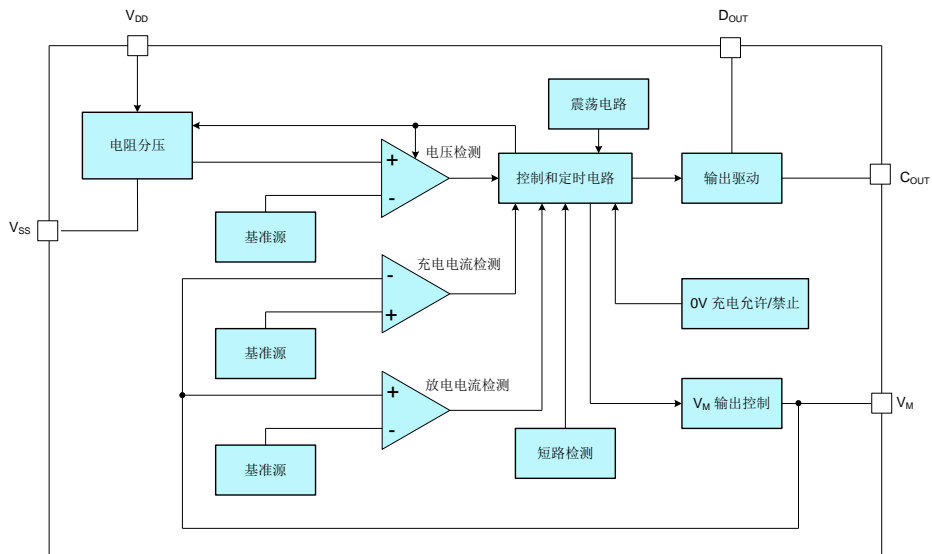 VDD
DOUT
震荡电路
电阻分压
电压检测
+
-
控制和定时电路
输出驱动
COUT
VSS
基准源
充电电流检测
-
+
0V 充电允许/禁止
基准源
放电电流检测
+
-
VM 输出控制
VM
短路检测
基准源